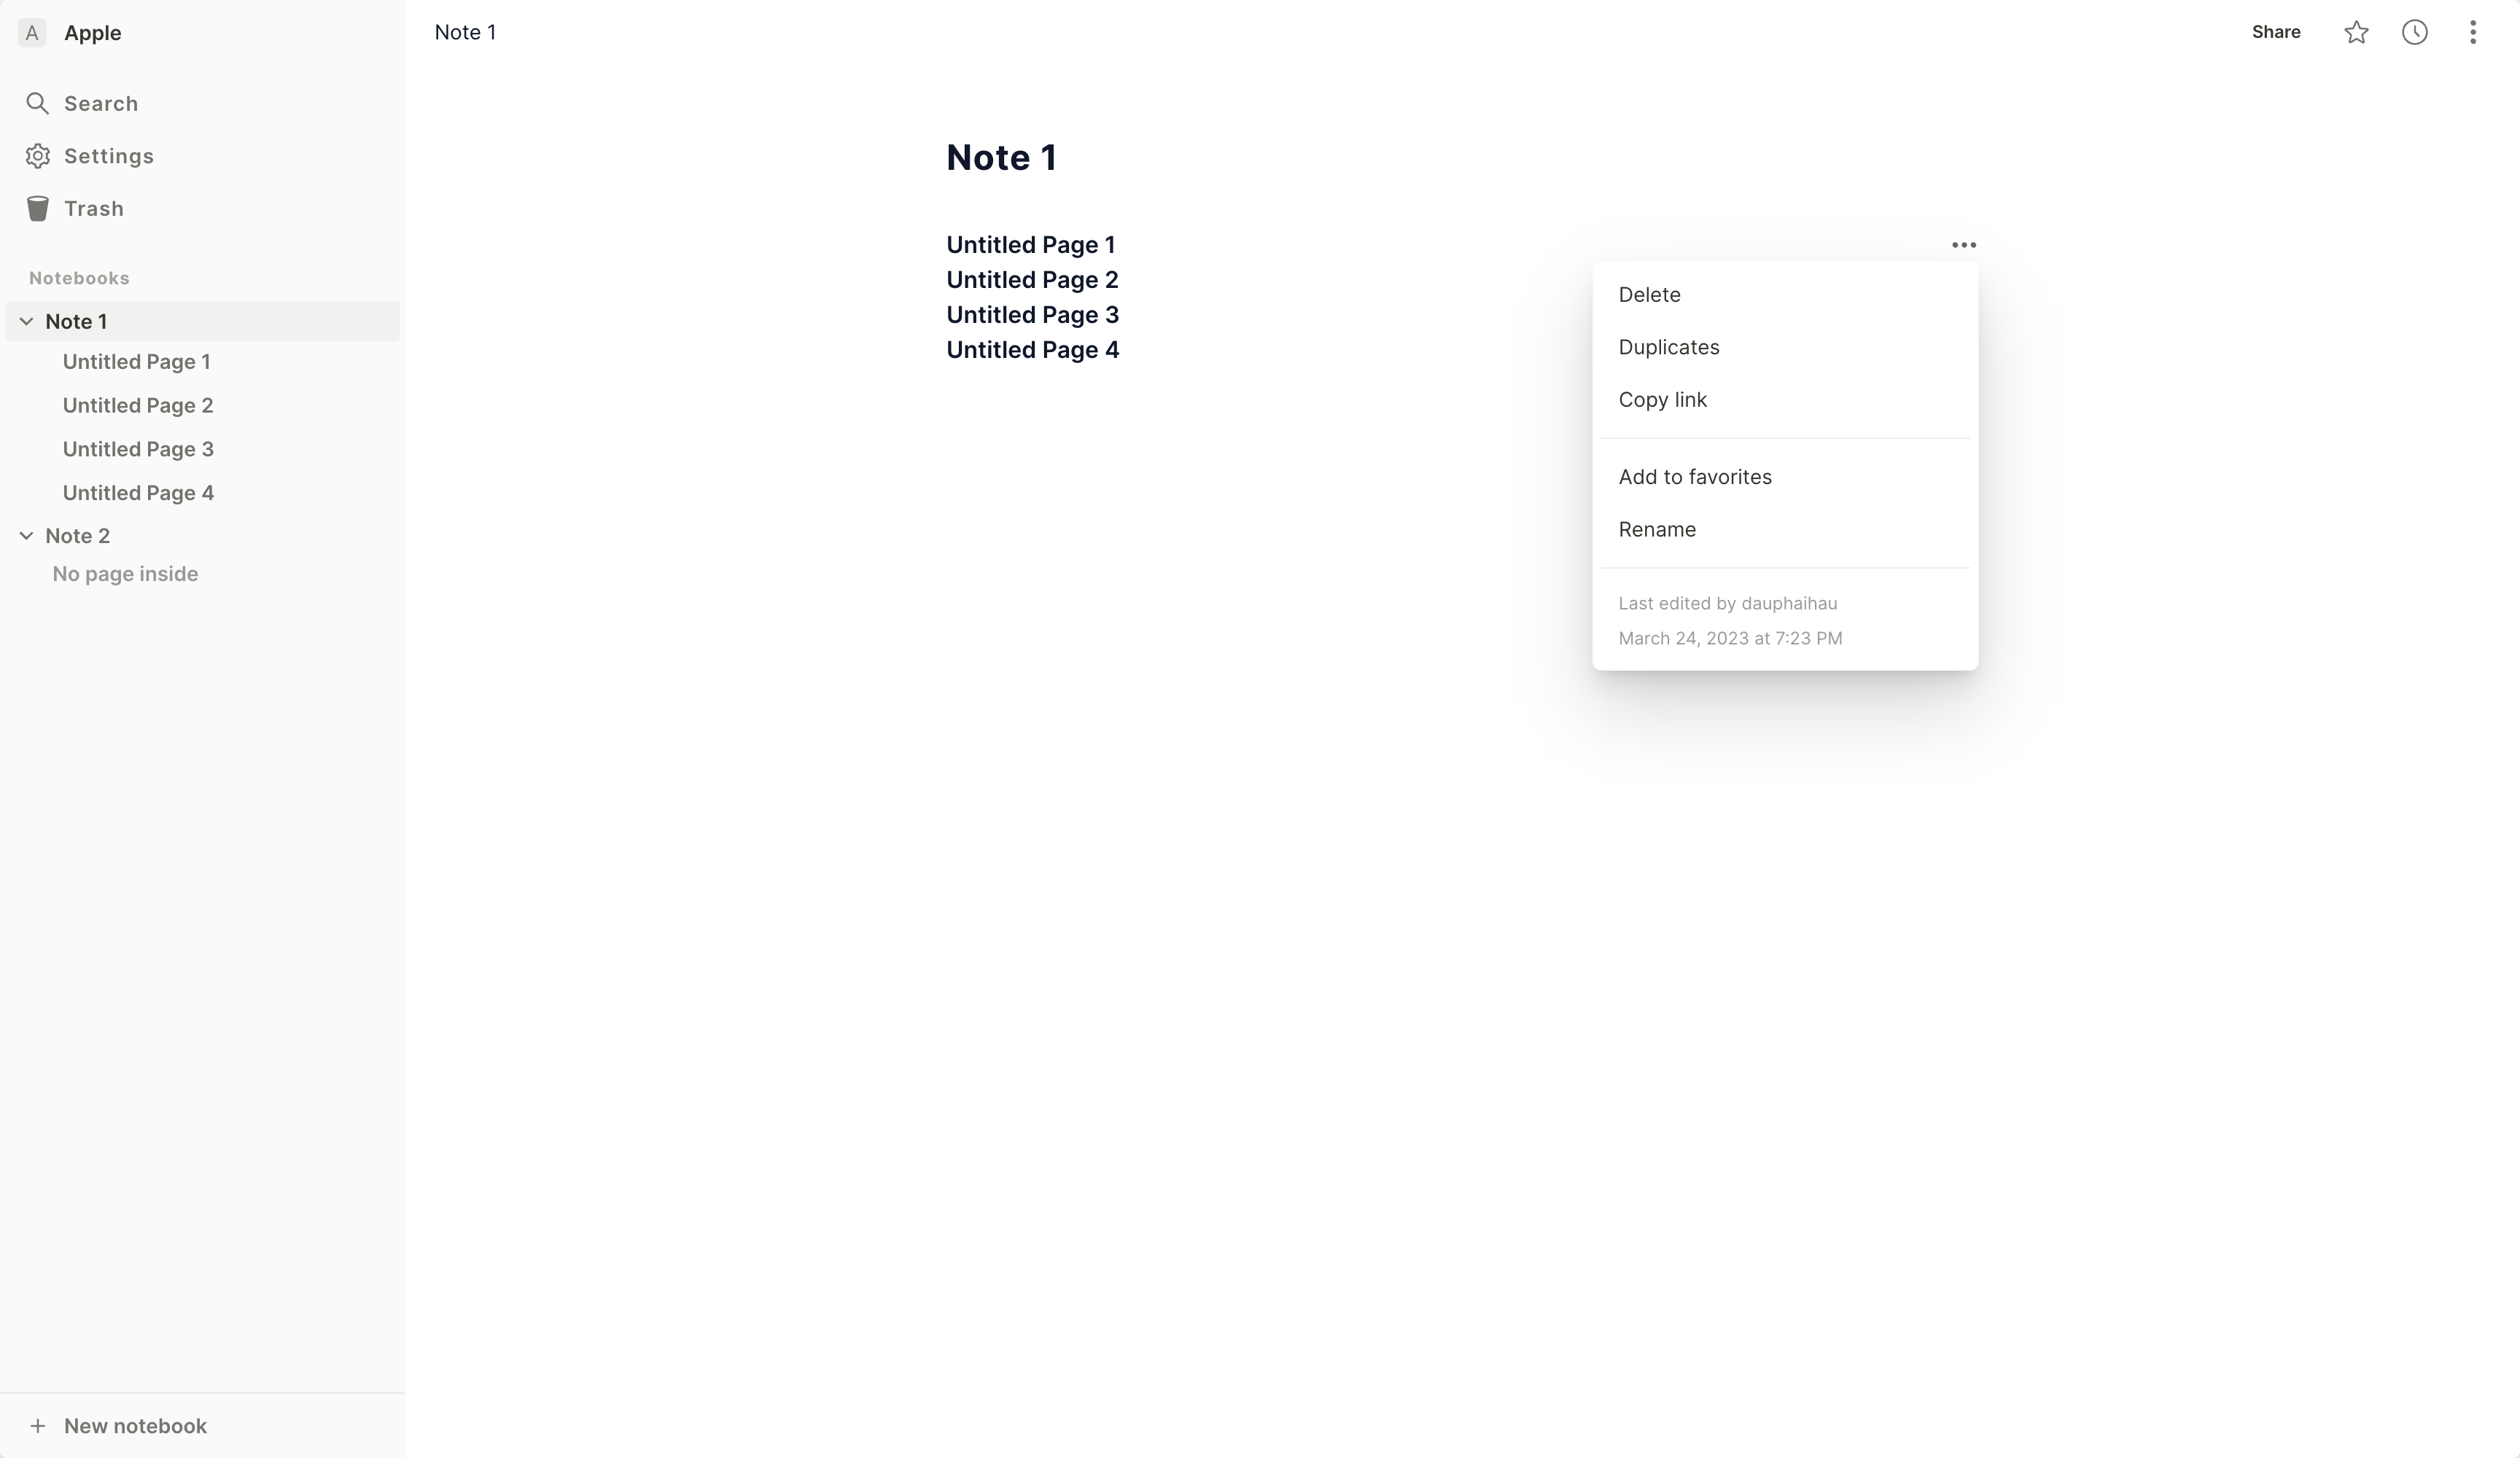 A Apple
Search
Settings
Trash
Notebooks
Note 1
Untitled Page 1
Untitled Page 2
Untitled Page 3
Untitled Page 4
Note 2
No page inside
New notebook
Note 1
Share
Note 1
Untitled Page 1
Untitled Page 2
Untitled Page 3
Untitled Page 4
Delete
Duplicates
Copy link
Add to favorites
Rename
Last edited by dauphaihau
March 24, 2023 at 7:23 PM